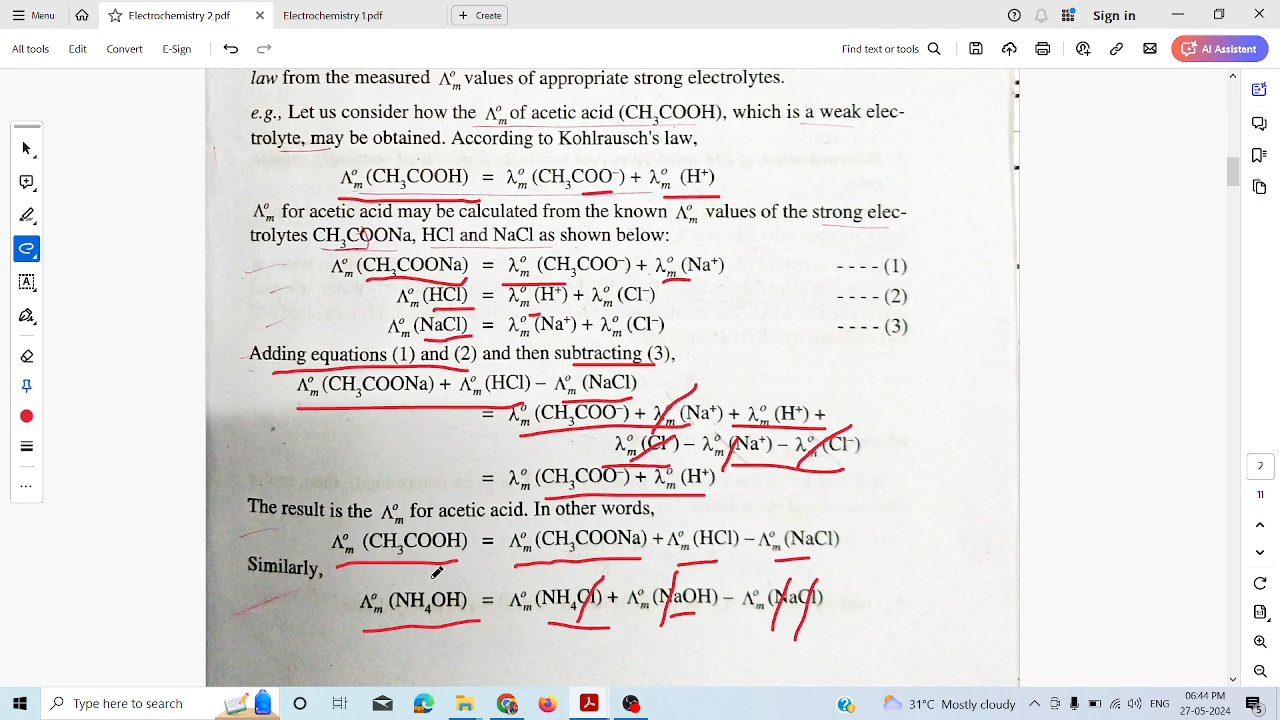 Menu
Electrochemistry 2.pdf
Electrochemistry 1.pdf
Create
Sign in
All tools Edit Convert E-Sign
Find text or tools
AI Assistant
law from the measured Λ°m values of appropriate strong electrolytes.
e.g., Let us consider how the Λ°m of acetic acid (CH₃COOH), which is a weak elec-
trolyte, may be obtained. According to Kohlrausch's law,
Λ°m (CH₃COOH) = λ°m (CH₃COO⁻) + λ°m (H⁺)
Λ°m for acetic acid may be calculated from the known Λ°m values of the strong elec-
trolytes CH₃COONa, HCl and NaCl as shown below:
Λ°m (CH₃COONa) = λ°m (CH₃COO⁻) + λ°m (Na⁺) - - - - (1)
Λ°m (HCl) = λ°m (H⁺) + λ°m (Cl⁻) - - - - (2)
Λ°m (NaCl) = λ°m (Na⁺) + λ°m (Cl⁻) - - - - (3)
Adding equations (1) and (2) and then subtracting (3),
Λ°m (CH₃COONa) + Λ°m (HCl) – Λ°m (NaCl)
= λ°m (CH₃COO⁻) + λ°m (Na⁺) + λ°m (H⁺) +
λ°m (Cl⁻) – λ°m (Na⁺) – λ°m (Cl⁻)
= λ°m (CH₃COO⁻) + λ°m (H⁺)
The result is the Λ°m for acetic acid. In other words,
Λ°m (CH₃COOH) = Λ°m (CH₃COONa) + Λ°m (HCl) – Λ°m (NaCl)
Similarly,
Λ°m (NH₄OH) = Λ°m (NH₄Cl) + Λ°m (NaOH) – Λ°m (NaCl)
2
11
Type here to search
31°C Mostly cloudy
ENG
06:44 PM
27-05-2024
5